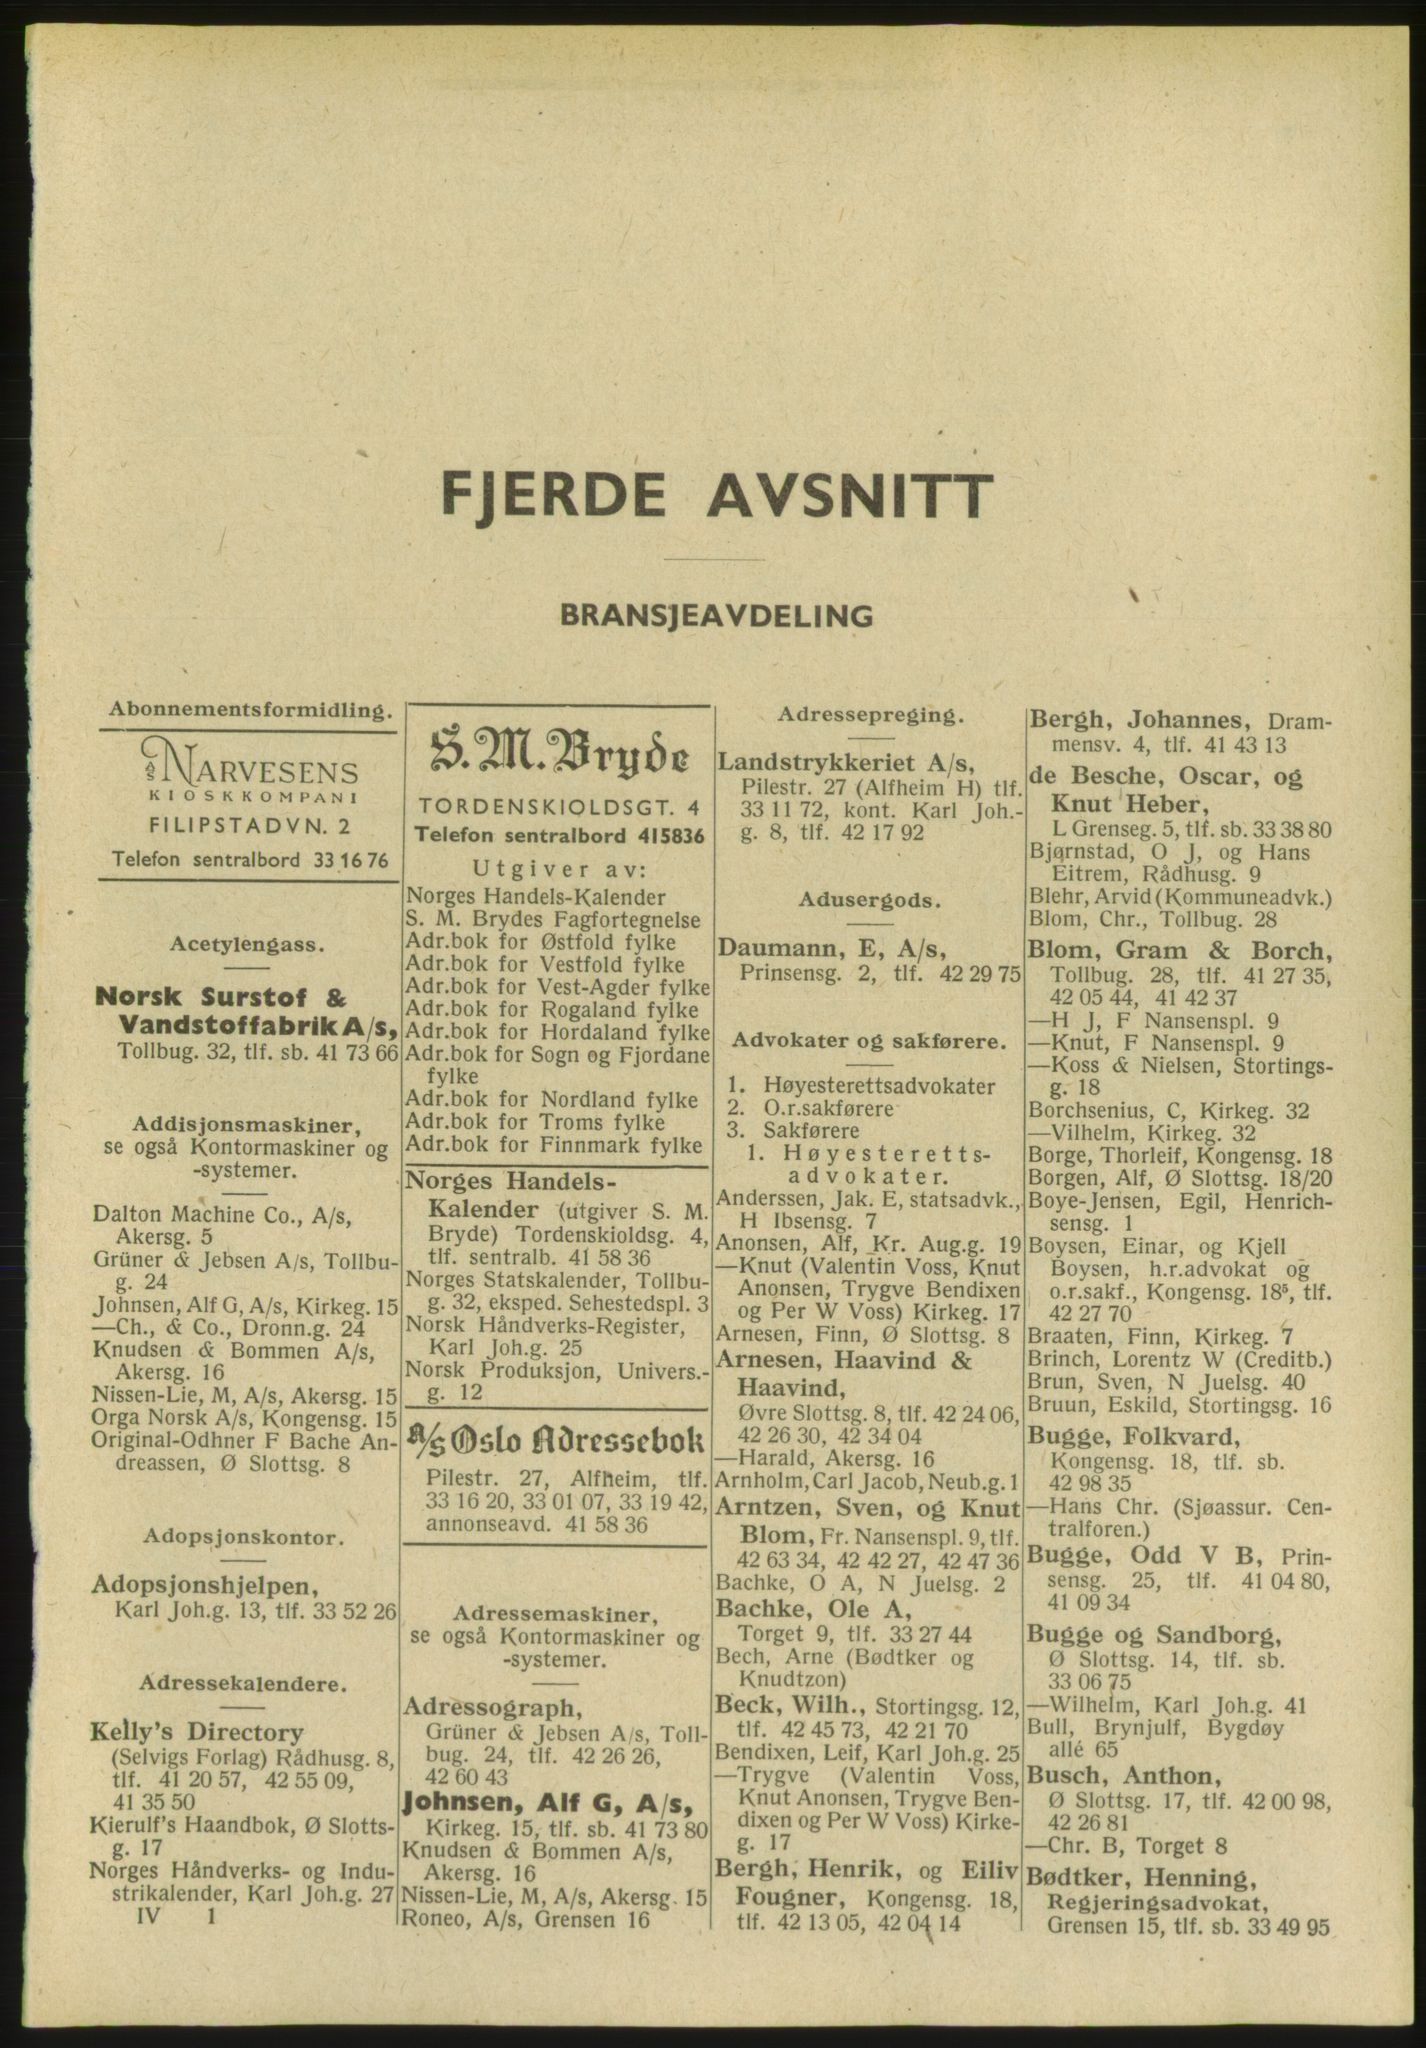 FJERDE AVSNITT
BRANSJEAVDELING
Abonnementsformidling.
A/S NARVESENS
KIOSKKOMPANI
FILIPSTADVN. 2
Telefon sentralbord 33 16 76
Acetylengass.
Norsk Surstof &
Vandstoffabrik A/s,
Tollbug. 32, tlf. sb. 41 73 66
Addisjonsmaskiner,
se også Kontormaskiner og
-systemer.
Dalton Machine Co., A/s,
Akersg. 5
Grüner & Jebsen A/s, Tollbu-
g. 24
Johnsen, Alf G, A/s, Kirkeg. 15
—Ch., & Co., Dronn.g. 24
Knudsen & Bommen A/s,
Akersg. 16
Nissen-Lie, M, A/s, Akersg. 15
Orga Norsk A/s, Kongensg. 15
Original-Odhner F Bache An-
dreassen, Ø Slottsg. 8
Adopsjonskontor.
Adopsjonshjelpen,
Karl Joh.g. 13, tlf. 33 52 26
Adressekalendere.
Kelly's Directory
(Selvigs Forlag) Rådhusg. 8,
tlf. 41 20 57, 42 55 09,
41 35 50
Kierulf's Haandbok, Ø Slotts-
g. 17
Norges Håndverks- og Indu-
strikalender, Karl Joh.g. 27
IV 1
S. M. Bryde
TORDENSKIOLDSGT. 4
Telefon sentralbord 415836
Utgiver av:
Norges Handels-Kalender
S. M. Brydes Fagfortegnelse
Adr.bok for Østfold fylke
Adr.bok for Vestfold fylke
Adr.bok for Vest-Agder fylke
Adr.bok for Rogaland fylke
Adr.bok for Hordaland fylke
Adr.bok for Sogn og Fjordane
fylke
Adr.bok for Nordland fylke
Adr.bok for Troms fylke
Adr.bok for Finnmark fylke
Norges Handels-
Kalender (utgiver S. M.
Bryde) Tordenskioldsg. 4,
tlf. sentralb. 41 58 36
Norges Statskalender, Tollbu-
g. 32, eksped. Sehestedspl. 3
Norsk Håndverks-Register,
Karl Joh.g. 25
Norsk Produksjon, Univers.-
g. 12
A/S Oslo Adressebok
Pilestr. 27, Alfheim, tlf.
33 16 20, 33 01 07, 33 19 42,
annonseavd. 41 58 36
Adressemaskiner,
se også Kontormaskiner og
-systemer.
Adressograph,
Grüner & Jebsen A/s, Toll-
bug. 24, tlf. 42 26 26,
42 60 43
Johnsen, Alf G, A/s,
Kirkeg. 15, tlf. sb. 41 73 80
Knudsen & Bommen A/s,
Akersg. 16
Nissen-Lie, M, A/s, Akersg. 15
Roneo, A/s, Grensen 16
Adressepreging.
Landstrykkeriet A/s,
Pilestr. 27 (Alfheim H) tlf.
33 11 72, kont. Karl Joh.-
g. 8, tlf. 42 17 92
Adusergods.
Daumann, E, A/s,
Prinsensg. 2, tlf. 42 29 75
Advokater og sakførere.
1. Høyesterettsadvokater
2. O.r.sakførere
3. Sakførere
1. Høyesteretts-
advokater.
Anderssen, Jak. E, statsadvk.,
H Ibsensg. 7
Anonsen, Alf, Kr. Aug.g. 19
—Knut (Valentin Voss, Knut
Anonsen, Trygve Bendixen
og Per W Voss) Kirkeg. 17
Arnesen, Finn, Ø Slottsg. 8
Arnesen, Haavind &
Haavind,
Øvre Slottsg. 8, tlf. 42 24 06,
42 26 30, 42 34 04
—Harald, Akersg. 16
Arnholm, Carl Jacob, Neub.g. 1
Arntzen, Sven, og Knut
Blom, Fr. Nansenspl. 9, tlf.
42 63 34, 42 42 27, 42 47 36
Bachke, O A, N Juelsg. 2
Bachke, Ole A,
Torget 9, tlf. 33 27 44
Bech, Arne (Bødtker og
Knudtzon)
Beck, Wilh., Stortingsg. 12,
tlf. 42 45 73, 42 21 70
Bendixen, Leif, Karl Joh.g. 25
—Trygve (Valentin Voss,
Knut Anonsen, Trygve Ben-
dixen og Per W Voss) Kirke-
g. 17
Bergh, Henrik, og Eiliv
Fougner, Kongensg. 18,
tlf. 42 13 05, 42 04 14
Bergh, Johannes, Dram-
mensv. 4, tlf. 41 43 13
de Besche, Oscar, og
Knut Heber,
L Grenseg. 5, tlf. sb. 33 38 80
Bjørnstad, O J, og Hans
Eitrem, Rådhusg. 9
Blehr, Arvid (Kommuneadvk.)
Blom, Chr., Tollbug. 28
Blom, Gram & Borch,
Tollbug. 28, tlf. 41 27 35,
42 05 44, 41 42 37
—H J, F Nansenspl. 9
—Knut, F Nansenspl. 9
—Koss & Nielsen, Stortings-
g. 18
Borchsenius, C, Kirkeg. 32
—Vilhelm, Kirkeg. 32
Borge, Thorleif, Kongensg. 18
Borgen, Alf, Ø Slottsg. 18/20
Boye-Jensen, Egil, Henrich-
sensg. 1
Boysen, Einar, og Kjell
Boysen, h.r.advokat og
o.r.sakf., Kongensg. 18⁵, tlf.
42 27 70
Braaten, Finn, Kirkeg. 7
Brinch, Lorentz W (Creditb.)
Brun, Sven, N Juelsg. 40
Bruun, Eskild, Stortingsg. 16
Bugge, Folkvard,
Kongensg. 18, tlf. sb.
42 98 35
—Hans Chr. (Sjøassur. Cen-
tralforen.)
Bugge, Odd V B, Prin-
sensg. 25, tlf. 41 04 80,
41 09 34
Bugge og Sandborg,
Ø Slottsg. 14, tlf. sb.
33 06 75
—Wilhelm, Karl Joh.g. 41
Bull, Brynjulf, Bygdøy
allé 65
Busch, Anthon,
Ø Slottsg. 17, tlf. 42 00 98,
42 26 81
—Chr. B, Torget 8
Bødtker, Henning,
Regjeringsadvokat,
Grensen 15, tlf. sb. 33 49 95